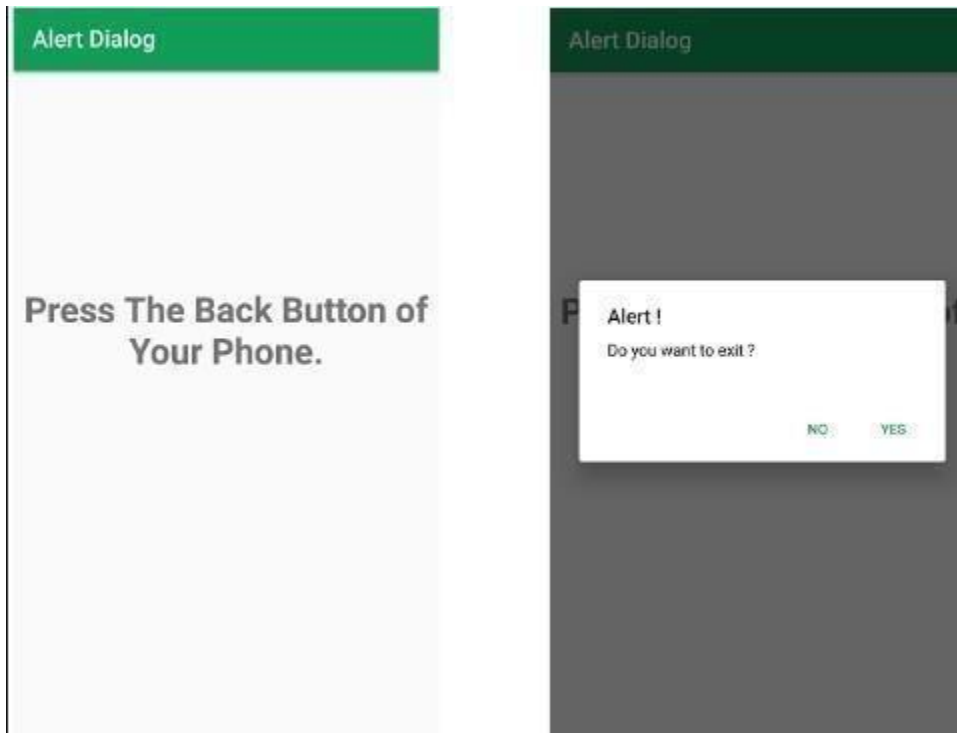 Alert Dialog
Press The Back Button of
Your Phone.
Alert Dialog
P
of
Alert !
Do you want to exit ?
NO
YES